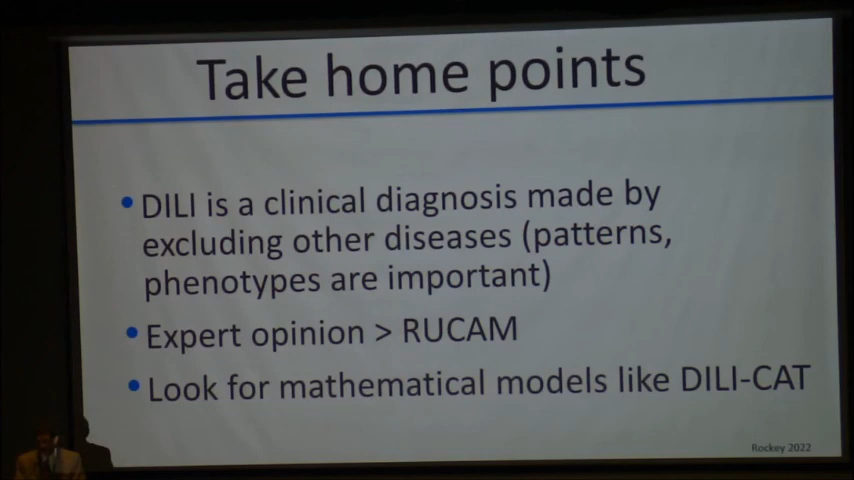 Take home points
• DILI is a clinical diagnosis made by
excluding other diseases (patterns,
phenotypes are important)
• Expert opinion > RUCAM
• Look for mathematical models like DILI-CAT
Rockey 2022